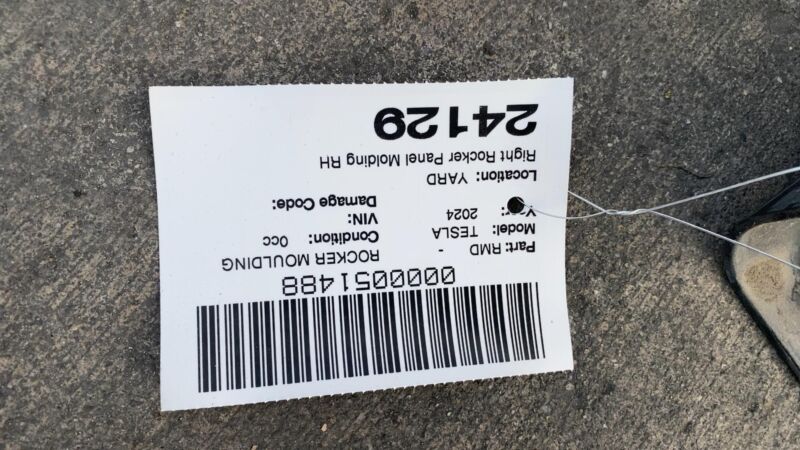 0000051488
Part: RMD - ROCKER MOULDING
Model: TESLA Condition: 0cc
2024 VIN:
Damage Code:
Location: YARD
Right Rocker Panel Molding RH
24129